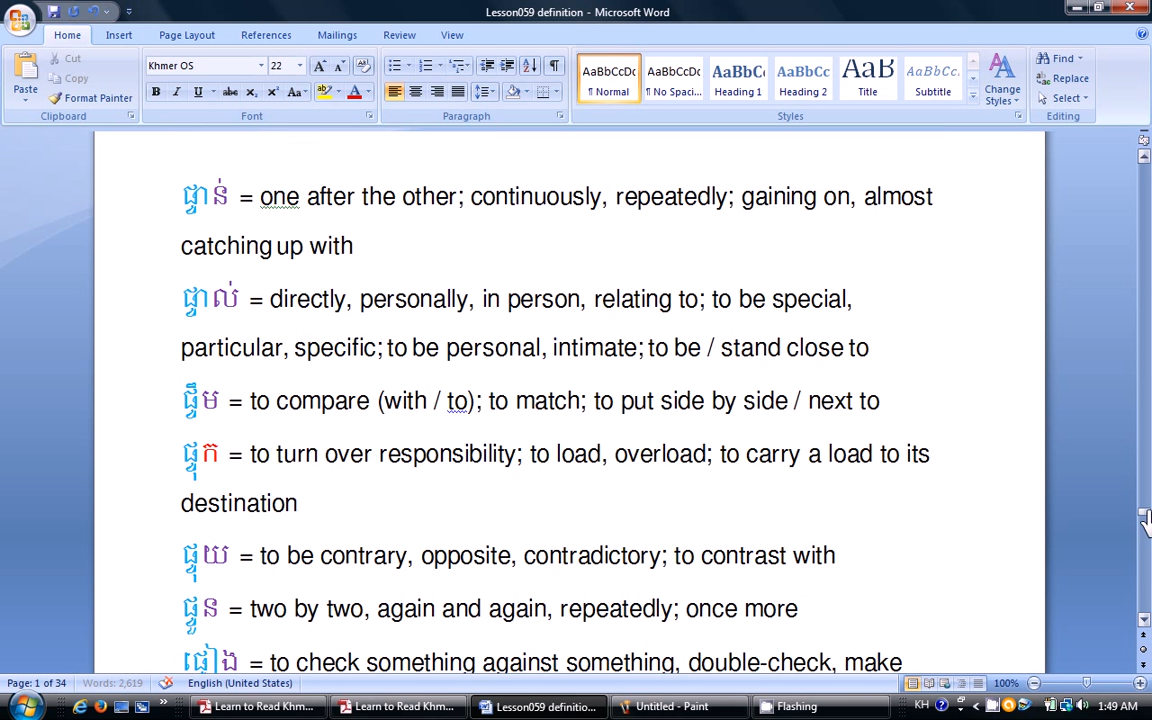 Lesson059 definition - Microsoft Word
Home Insert Page Layout References Mailings Review View
Paste Cut Copy Format Painter Clipboard
Khmer OS 22 Font
Paragraph
AaBbCcDc ¶ Normal AaBbCcDc ¶ No Spaci... AaBbC Heading 1 AaBbCc Heading 2 AaB Title AaBbCc. Subtitle Change Styles Styles
Find Replace Select Editing
ផ្ទាន់ = one after the other; continuously, repeatedly; gaining on, almost
catching up with
ផ្ទាល់ = directly, personally, in person, relating to; to be special,
particular, specific; to be personal, intimate; to be / stand close to
ផ្ទឹម = to compare (with / to); to match; to put side by side / next to
ផ្ទុក = to turn over responsibility; to load, overload; to carry a load to its
destination
ផ្ទុយ = to be contrary, opposite, contradictory; to contrast with
ផ្ទួន = two by two, again and again, repeatedly; once more
ផ្ទៀង = to check something against something, double-check, make
Page: 1 of 34 Words: 2,619 English (United States) 100%
Learn to Read Khm... Learn to Read Khm... Lesson059 definitio... Untitled - Paint Flashing KH 1:49 AM